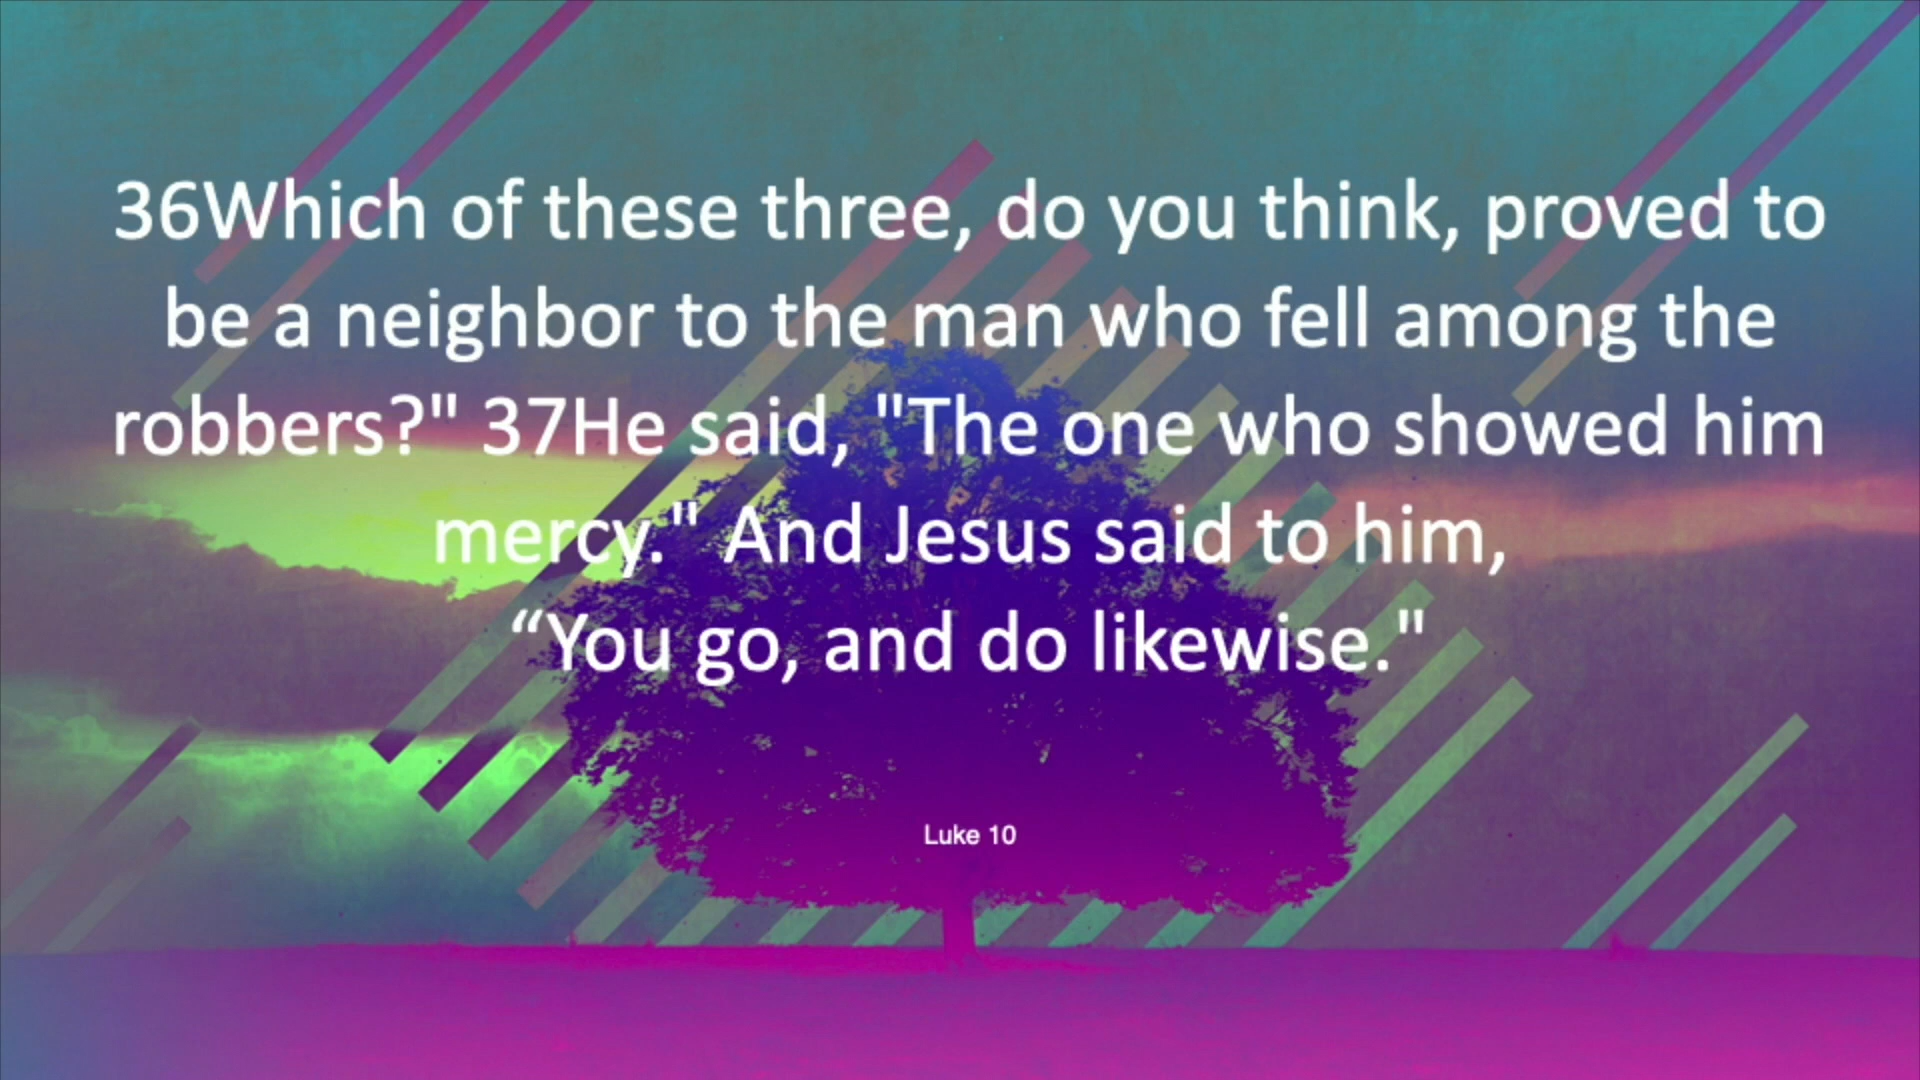 36Which of these three, do you think, proved to
be a neighbor to the man who fell among the
robbers?" 37He said, "The one who showed him
mercy." And Jesus said to him,
“You go, and do likewise."
Luke 10